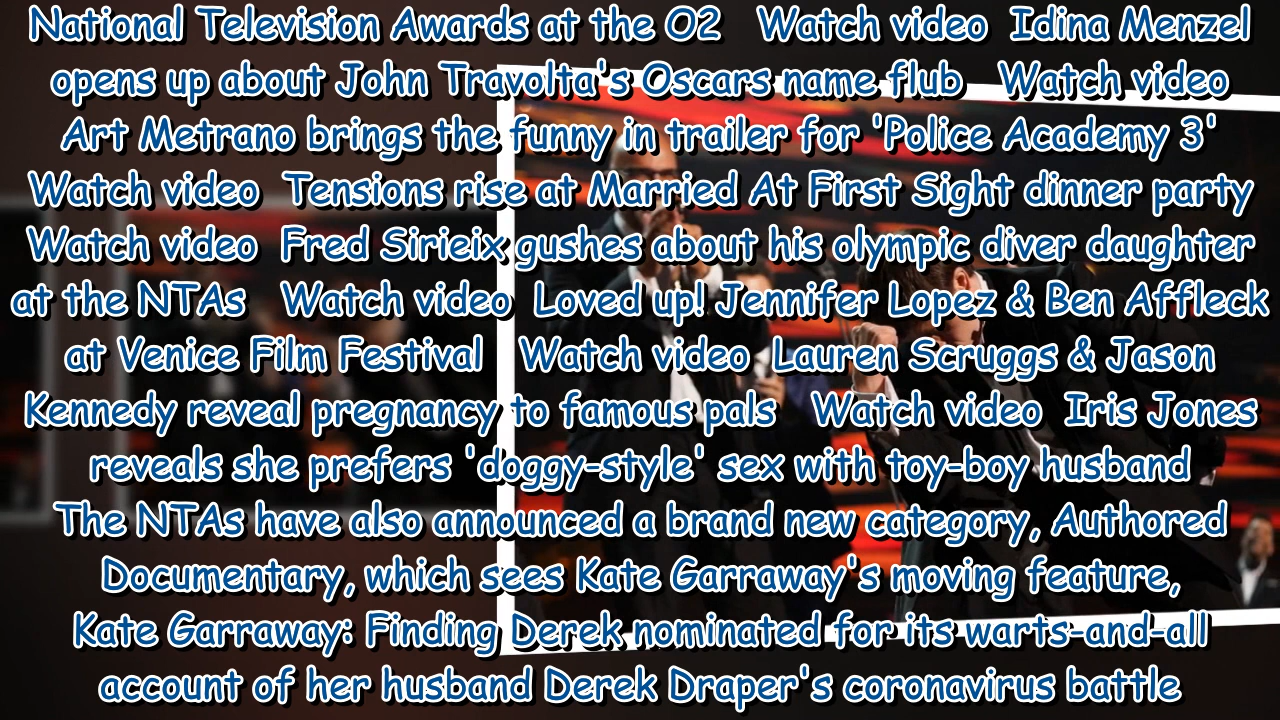 National Television Awards at the O2 Watch video Idina Menzel
opens up about John Travolta's Oscars name flub Watch video
Art Metrano brings the funny in trailer for 'Police Academy 3'
Watch video Tensions rise at Married At First Sight dinner party
Watch video Fred Sirieix gushes about his olympic diver daughter
at the NTAs Watch video Loved up! Jennifer Lopez & Ben Affleck
at Venice Film Festival Watch video Lauren Scruggs & Jason
Kennedy reveal pregnancy to famous pals Watch video Iris Jones
reveals she prefers 'doggy-style' sex with toy-boy husband
The NTAs have also announced a brand new category, Authored
Documentary, which sees Kate Garraway's moving feature,
Kate Garraway: Finding Derek nominated for its warts-and-all
account of her husband Derek Draper's coronavirus battle